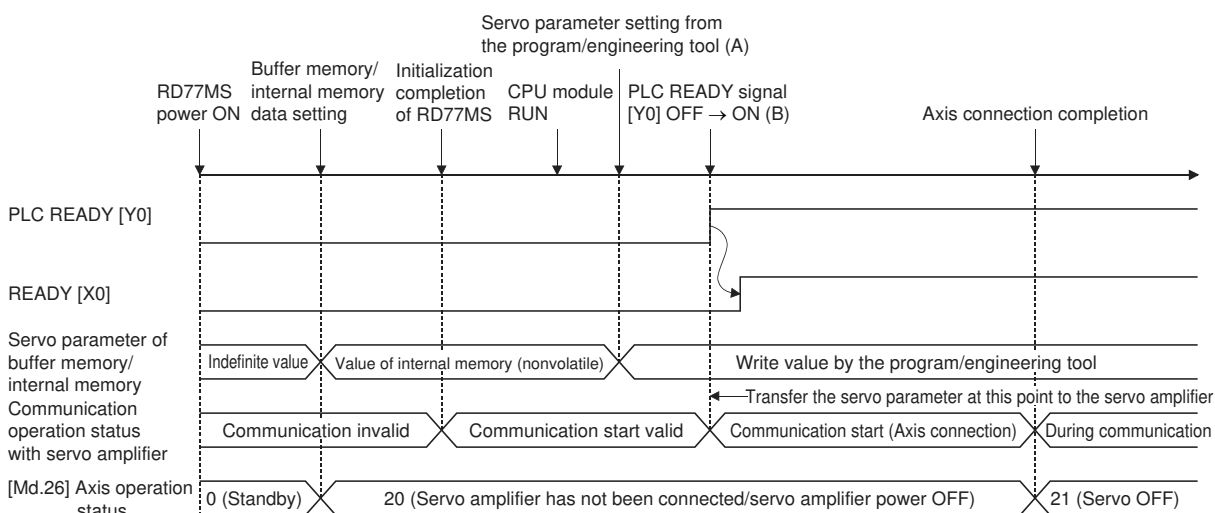 Servo parameter setting from
the program/engineering tool (A)
Buffer memory/
internal memory
data setting
Initialization
completion
of RD77MS
RD77MS
power ON
CPU module
RUN
PLC READY signal
[Y0] OFF → ON (B)
Axis connection completion
PLC READY [Y0]
READY [X0]
Servo parameter of
buffer memory/
internal memory
Indefinite value
Value of internal memory (nonvolatile)
Write value by the program/engineering tool
Transfer the servo parameter at this point to the servo amplifier
Communication
operation status
with servo amplifier
Communication invalid
Communication start valid
Communication start (Axis connection)
During communication
[Md.26] Axis operation
status
0 (Standby)
20 (Servo amplifier has not been connected/servo amplifier power OFF)
21 (Servo OFF)